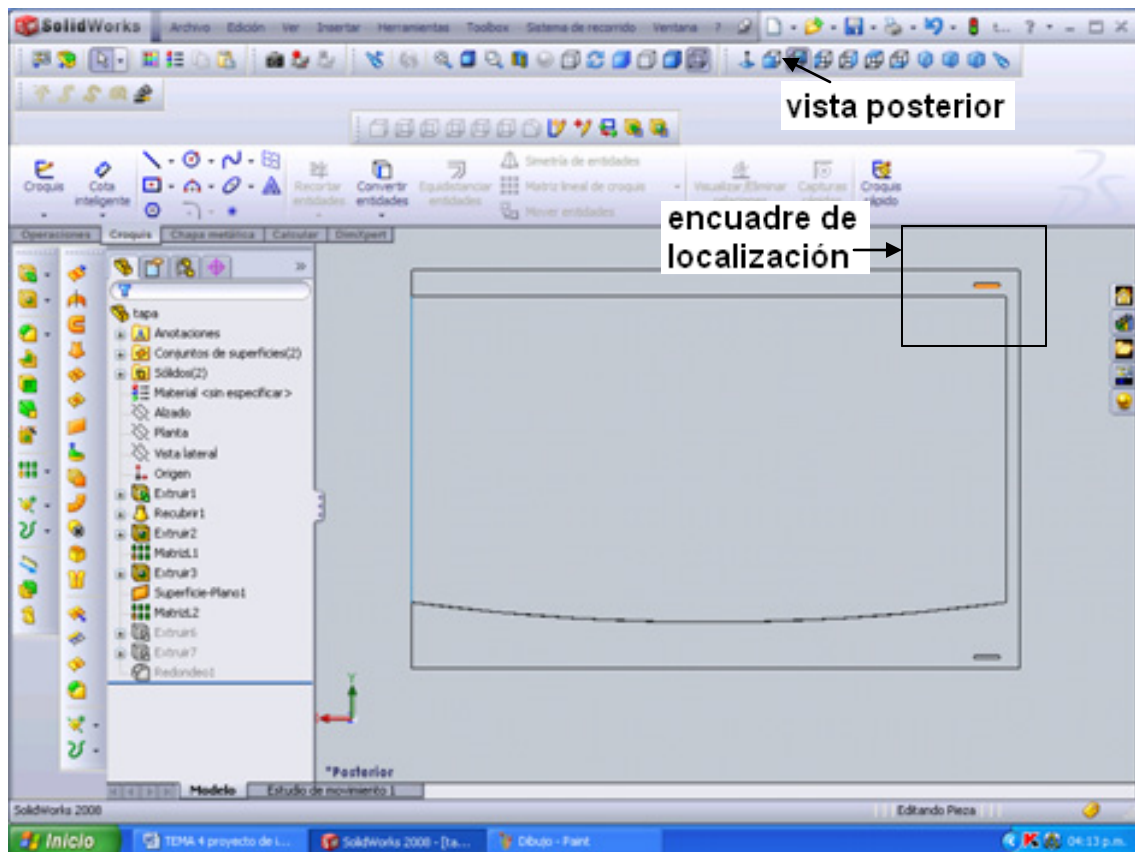 SolidWorks Archivo Edición Ver Insertar Herramientas Toolbox Sistema de recorrido Ventana ? t... ?
vista posterior
Croquis
Cota inteligente
Recortar entidades
Convertir entidades
Equidistanciar entidades
Simetría de entidades
Matriz lineal de croquis
Mover entidades
Visualizar/Eliminar
Capturas
Croquis rápido
encuadre de
localización
Operaciones Croquis Chapa metálica Calcular DimXpert
tapa
Anotaciones
Conjuntos de superficies(2)
Sólidos(2)
Material <sin especificar>
Alzado
Planta
Vista lateral
Origen
Extruir1
Recubrir1
Extruir2
MatrizL1
Extruir3
Superficie-Plano1
MatrizL2
Extruir6
Extruir7
Redondeo1
Y
*Posterior
Modelo Estudio de movimiento 1
SolidWorks 2008 Editando Pieza
Inicio TEMA 4 proyecto de i... SolidWorks 2008 - [ta... Dibujo - Paint 04:13 p.m.